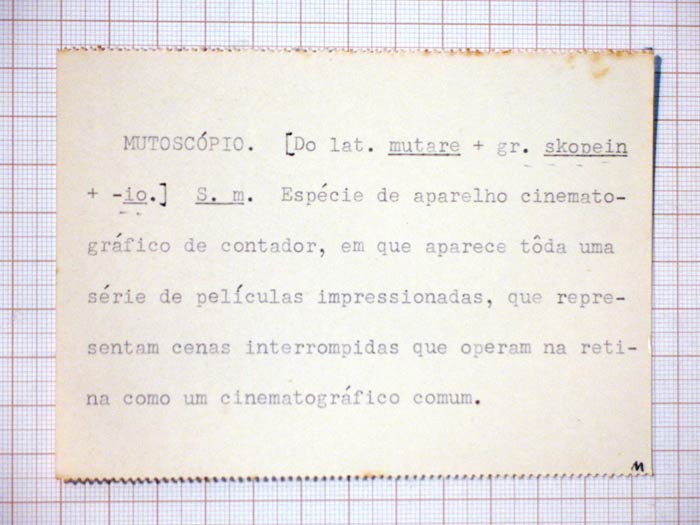 MUTOSCÓPIO. [Do lat. mutare + gr. skopein
+ -io.] S. m. Espécie de aparelho cinemato-
gráfico de contador, em que aparece tôda uma
série de películas impressionadas, que repre-
sentam cenas interrompidas que operam na reti-
na como um cinematográfico comum.
M